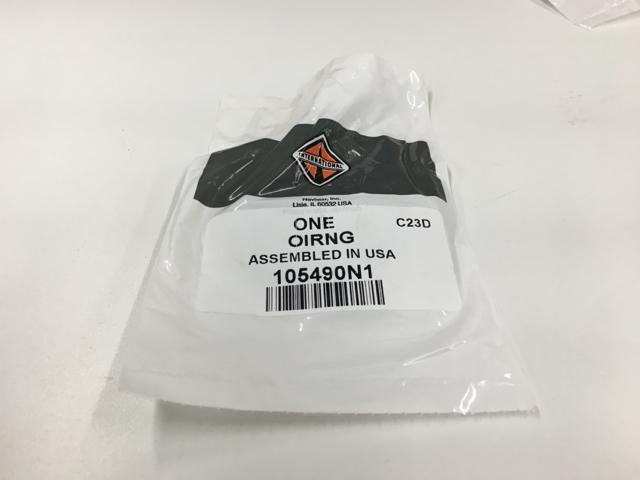 INTERNATIONAL
Navistar, Inc.
Lisle, IL 60532 USA
ONE
C23D
OIRNG
ASSEMBLED IN USA
105490N1